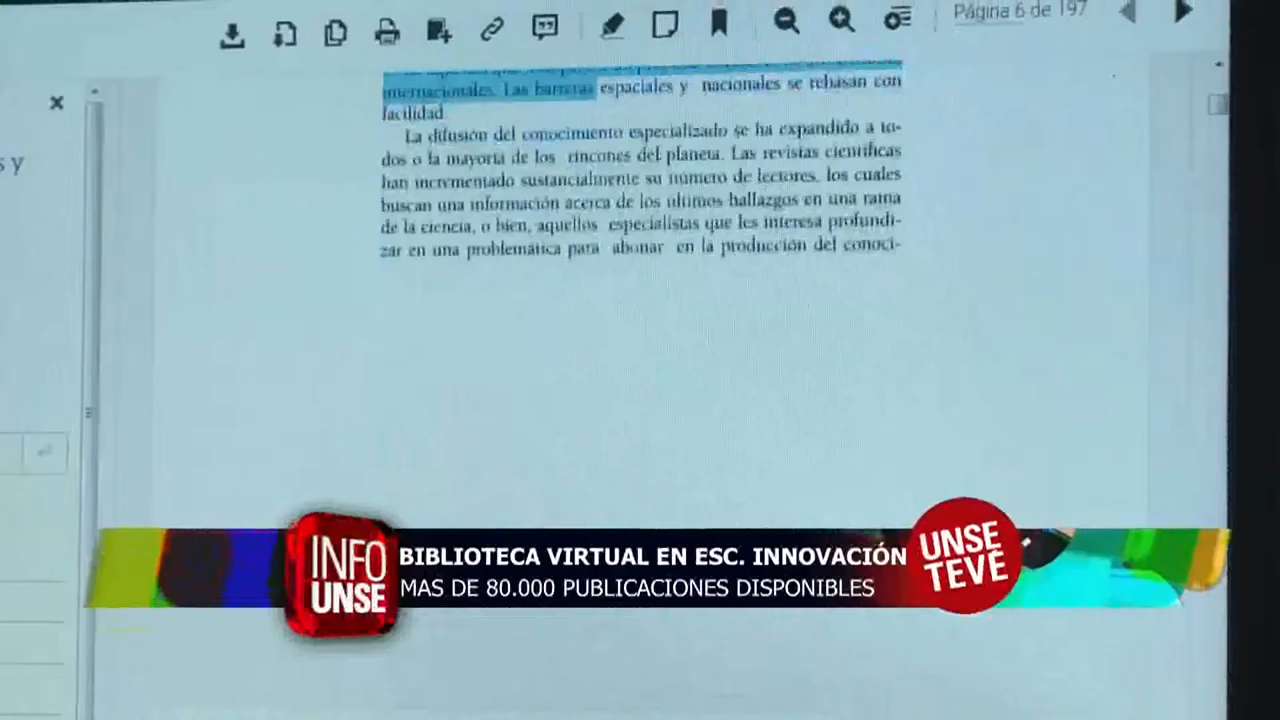 Página 6 de 197
internacionales. Las barreras espaciales y nacionales se rebasan con
facilidad.
La difusión del conocimiento especializado se ha expandido a to-
dos o la mayoría de los rincones del planeta. Las revistas científicas
han incrementado sustancialmente su número de lectores, los cuales
buscan una información acerca de los últimos hallazgos en una rama
de la ciencia, o bien, aquellos especialistas que les interesa profundi-
zar en una problemática para abonar en la producción del conoci-
s y
INFO
UNSE
BIBLIOTECA VIRTUAL EN ESC. INNOVACIÓN
MAS DE 80.000 PUBLICACIONES DISPONIBLES
UNSE
TEVÉ